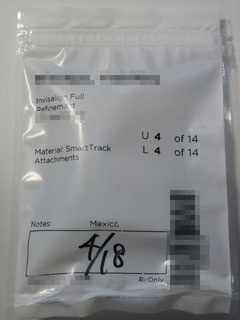 Invisalign Full
Refinement
U 4 of 14
Material: SmartTrack L 4 of 14
Attachments
Notes: Mexico
4/18
Rx Only